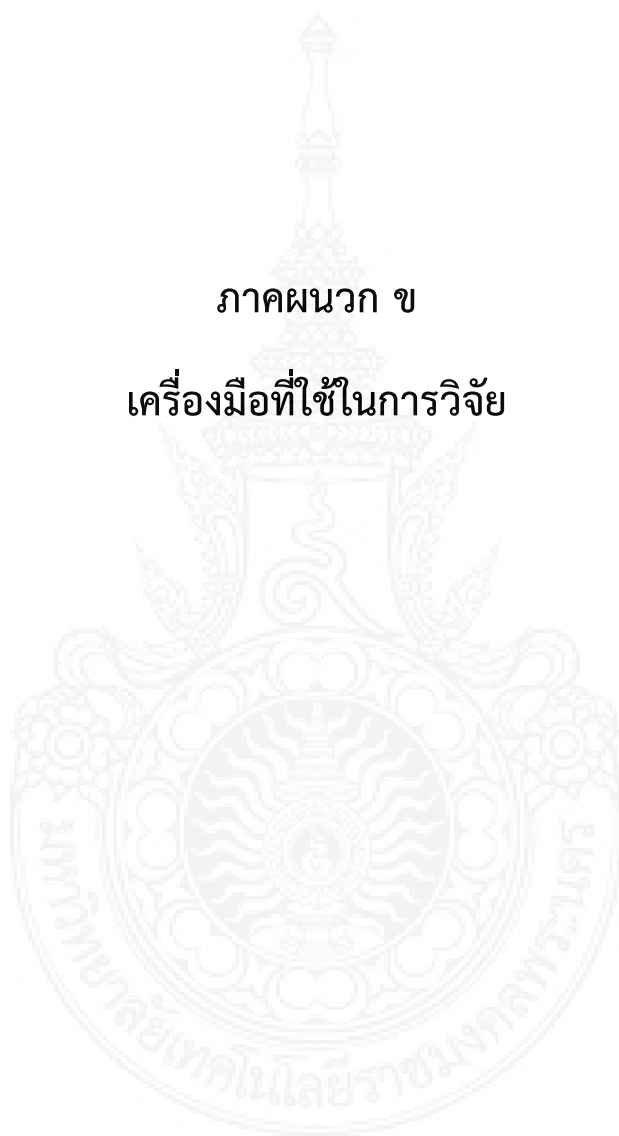 ภาคผนวก ข
เครื่องมือที่ใช้ในการวิจัย
มหาวิทยาลัยเทคโนโลยีราชมงคลพระนคร